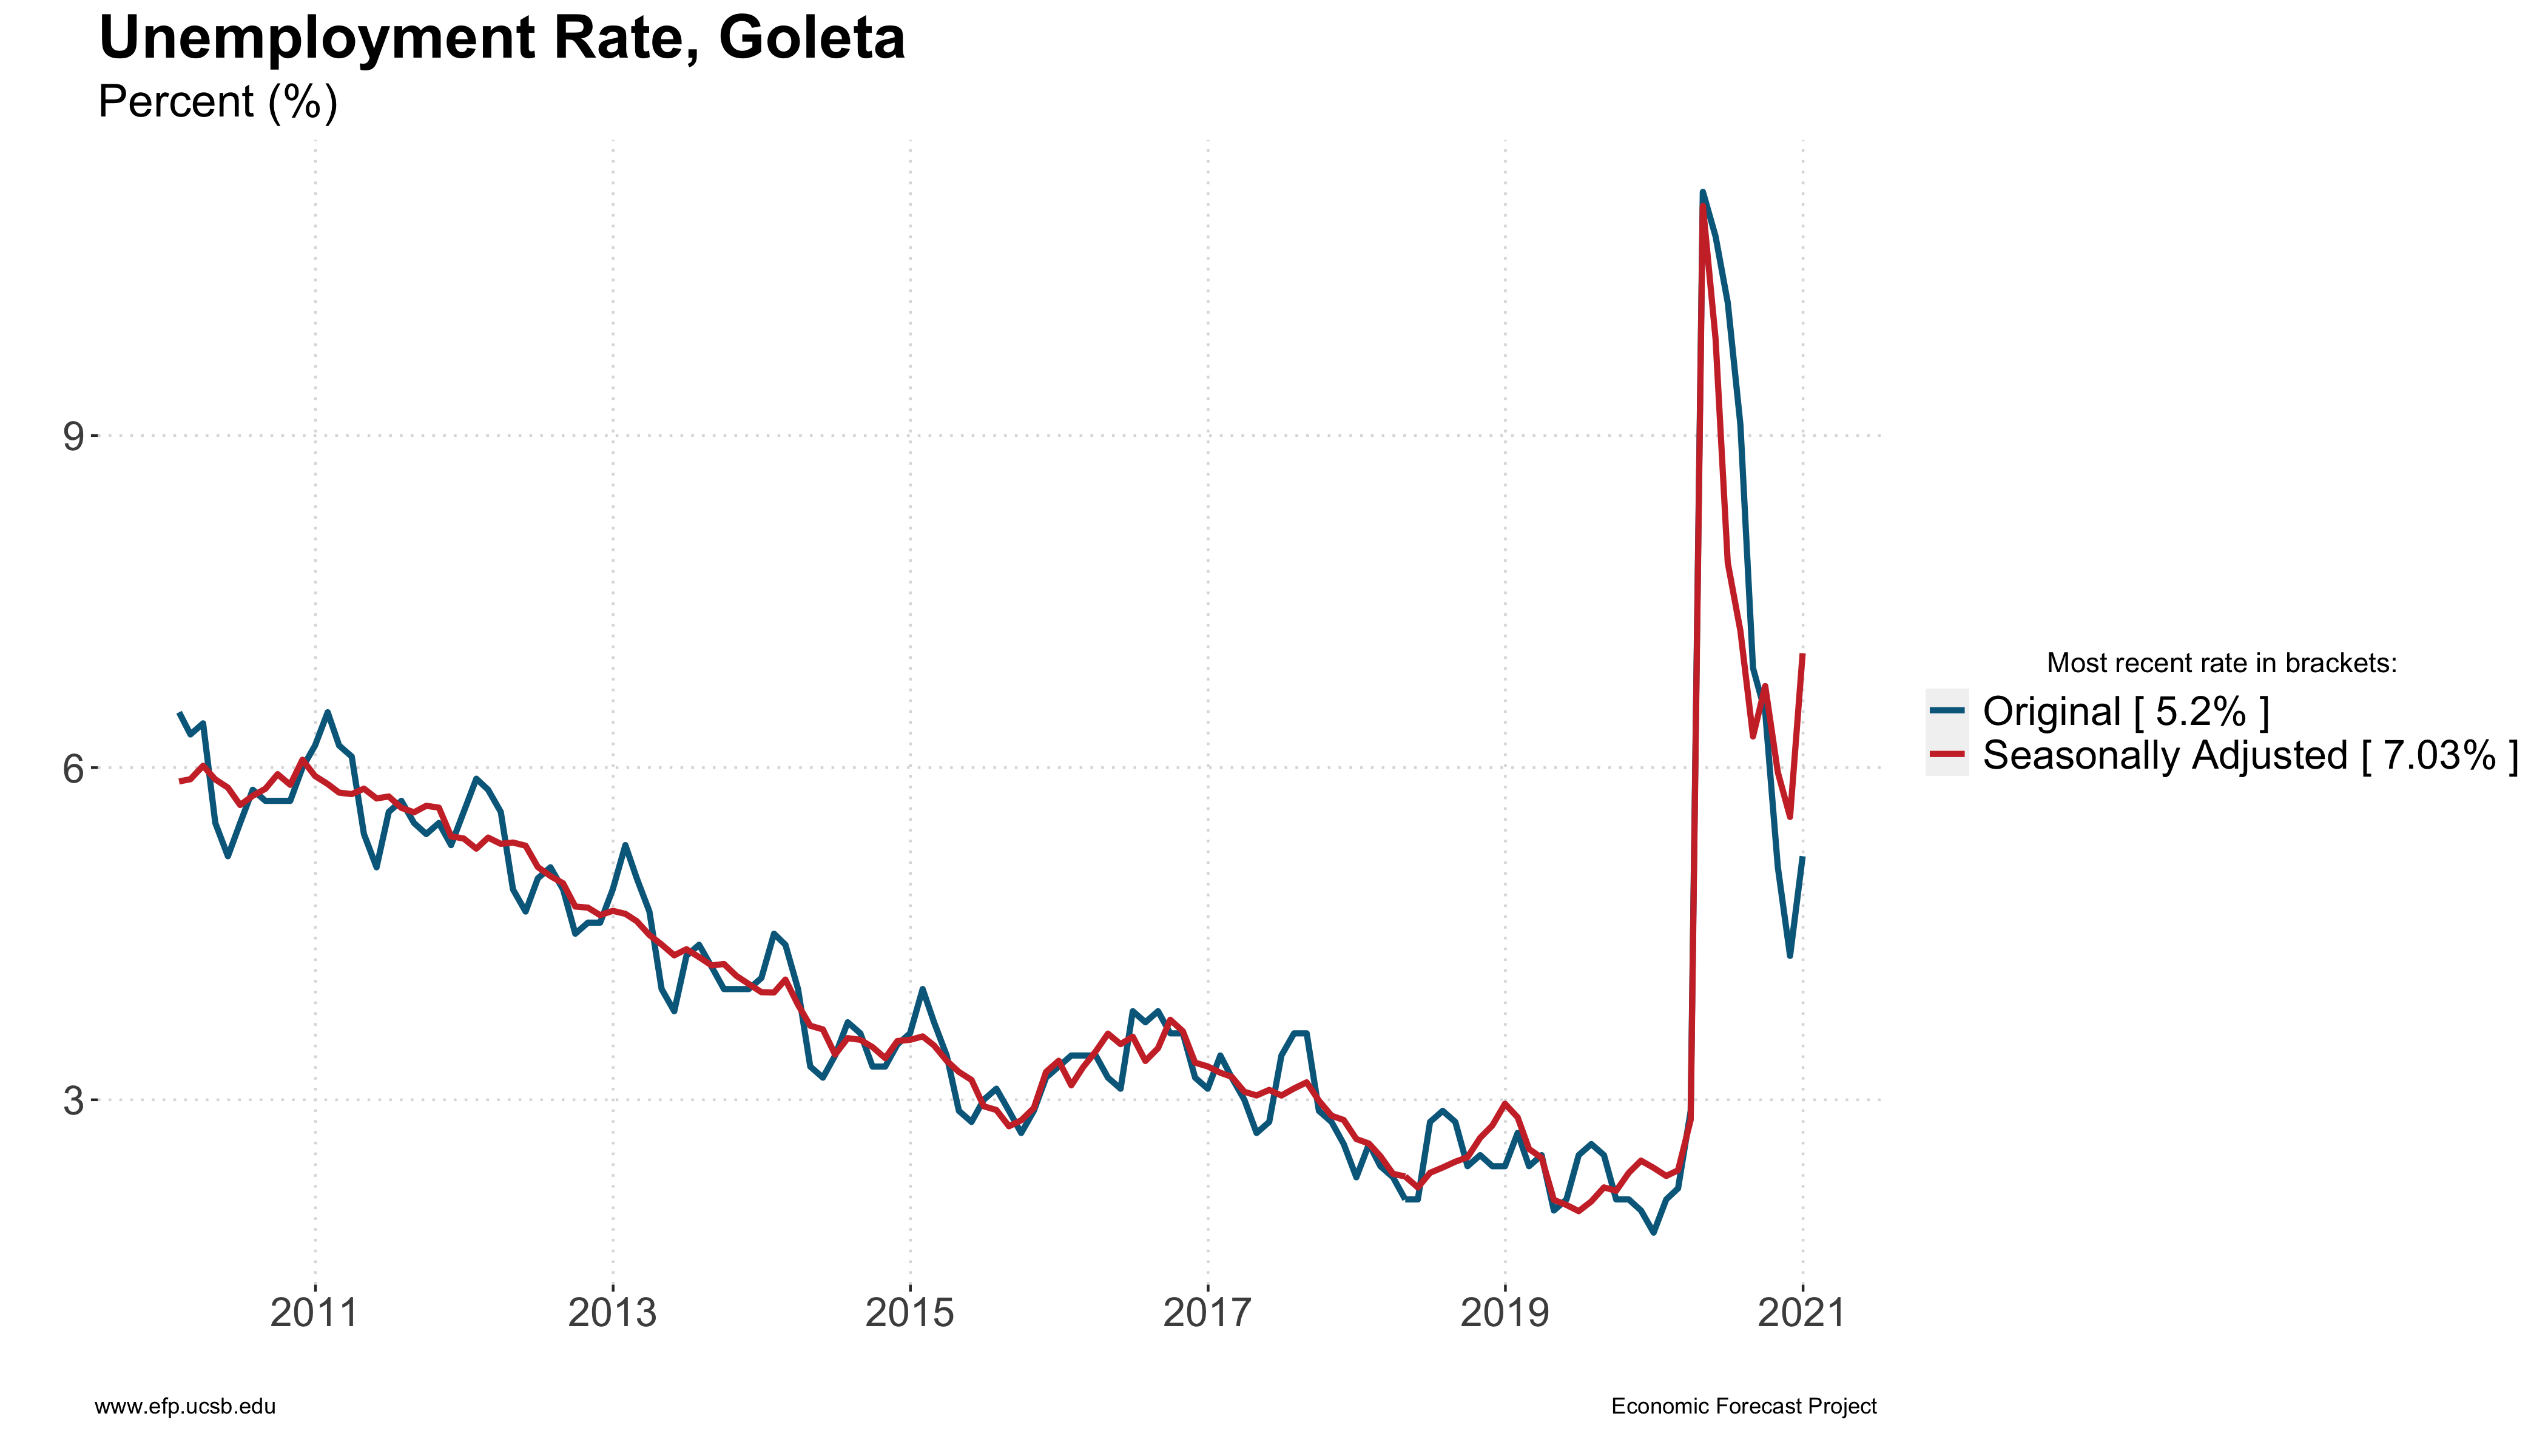 Unemployment Rate, Goleta
Percent (%)
9
6
3
Most recent rate in brackets:
Original [ 5.2% ]
Seasonally Adjusted [ 7.03% ]
2011
2013
2015
2017
2019
2021
www.efp.ucsb.edu
Economic Forecast Project